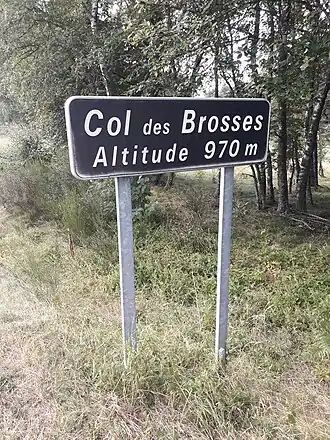 Col des Brosses
Altitude 970 m